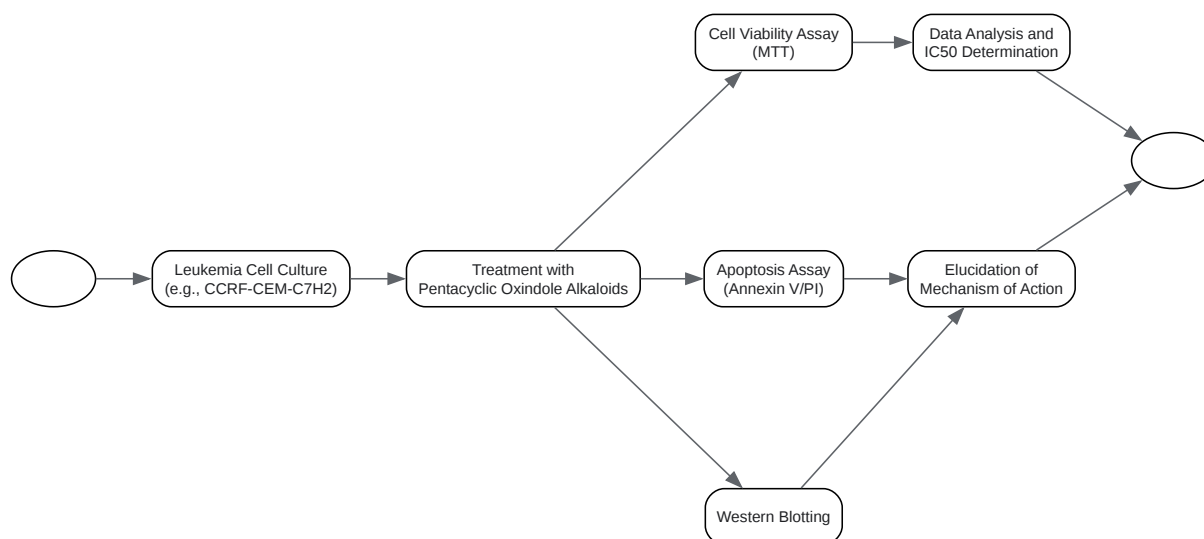 Cell Viability Assay
(MTT)
Data Analysis and
IC50 Determination
Leukemia Cell Culture
(e.g., CCRF-CEM-C7H2)
Treatment with
Pentacyclic Oxindole Alkaloids
Apoptosis Assay
(Annexin V/PI)
Elucidation of
Mechanism of Action
Western Blotting